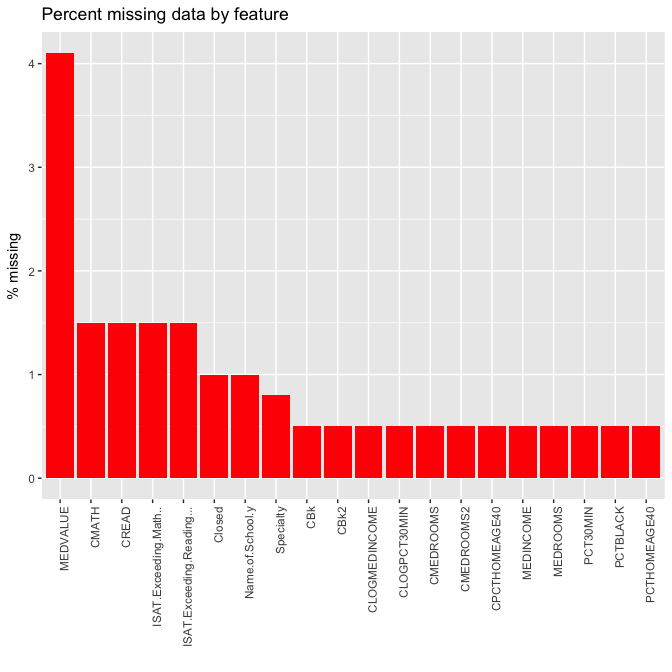 Percent missing data by feature
% missing
4
3
2
1
0
MEDVALUE
CMATH
CREAD
ISAT.Exceeding.Math..
ISAT.Exceeding.Reading...
Closed
Name.of.School.y
Specialty
CBk
CBk2
CLOGMEDINCOME
CLOGPCT30MIN
CMEDROOMS
CMEDROOMS2
CPCTHOMEAGE40
MEDINCOME
MEDROOMS
PCT30MIN
PCTBLACK
PCTHOMEAGE40